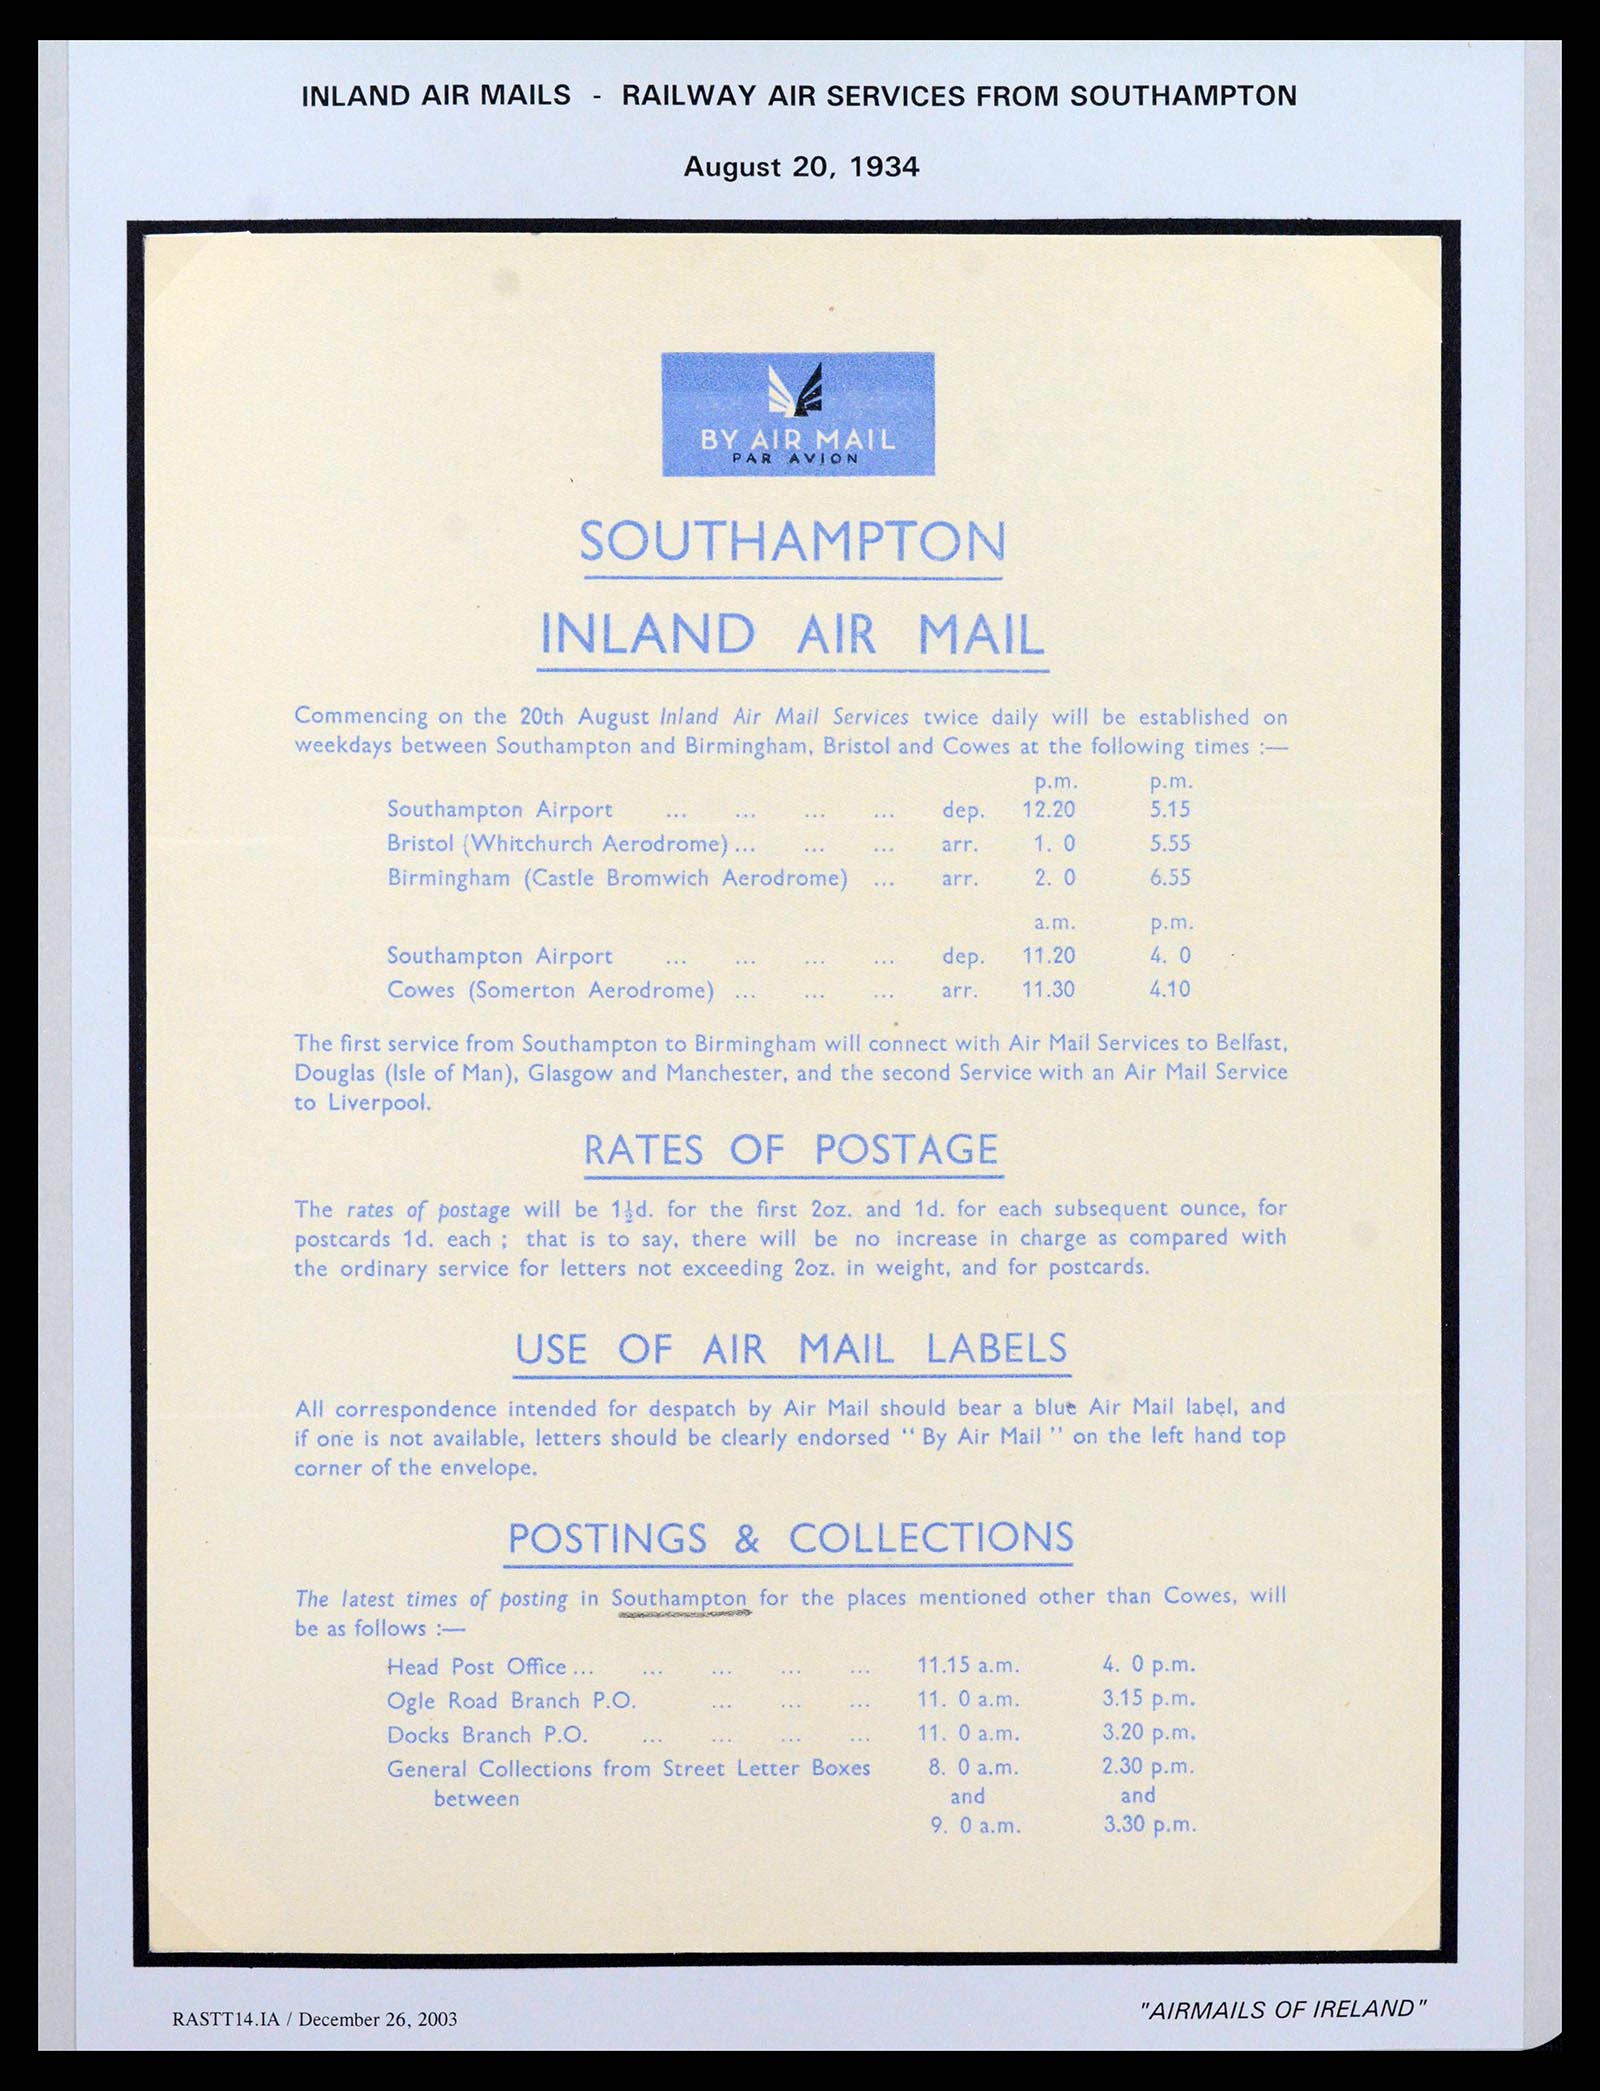 INLAND AIR MAILS - RAILWAY AIR SERVICES FROM SOUTHAMPTON
August 20, 1934
BY AIR MAIL
PAR AVION
SOUTHAMPTON
INLAND AIR MAIL
Commencing on the 20th August Inland Air Mail Services twice daily will be established on
weekdays between Southampton and Birmingham, Bristol and Cowes at the following times :—
p.m. p.m.
Southampton Airport ... ... ... ... dep. 12.20 5.15
Bristol (Whitchurch Aerodrome) ... ... ... arr. 1. 0 5.55
Birmingham (Castle Bromwich Aerodrome) ... arr. 2. 0 6.55
a.m. p.m.
Southampton Airport ... ... ... ... dep. 11.20 4. 0
Cowes (Somerton Aerodrome) ... ... ... arr. 11.30 4.10
The first service from Southampton to Birmingham will connect with Air Mail Services to Belfast,
Douglas (Isle of Man), Glasgow and Manchester, and the second Service with an Air Mail Service
to Liverpool.
RATES OF POSTAGE
The rates of postage will be 1½d. for the first 2oz. and 1d. for each subsequent ounce, for
postcards 1d. each ; that is to say, there will be no increase in charge as compared with
the ordinary service for letters not exceeding 2oz. in weight, and for postcards.
USE OF AIR MAIL LABELS
All correspondence intended for despatch by Air Mail should bear a blue Air Mail label, and
if one is not available, letters should be clearly endorsed “ By Air Mail ” on the left hand top
corner of the envelope.
POSTINGS & COLLECTIONS
The latest times of posting in Southampton for the places mentioned other than Cowes, will
be as follows :—
Head Post Office ... ... ... ... ... 11.15 a.m. 4. 0 p.m.
Ogle Road Branch P.O. ... ... ... 11. 0 a.m. 3.15 p.m.
Docks Branch P.O. ... ... ... ... 11. 0 a.m. 3.20 p.m.
General Collections from Street Letter Boxes 8. 0 a.m. 2.30 p.m.
between and and
9. 0 a.m. 3.30 p.m.
RASTT14.IA / December 26, 2003
"AIRMAILS OF IRELAND"